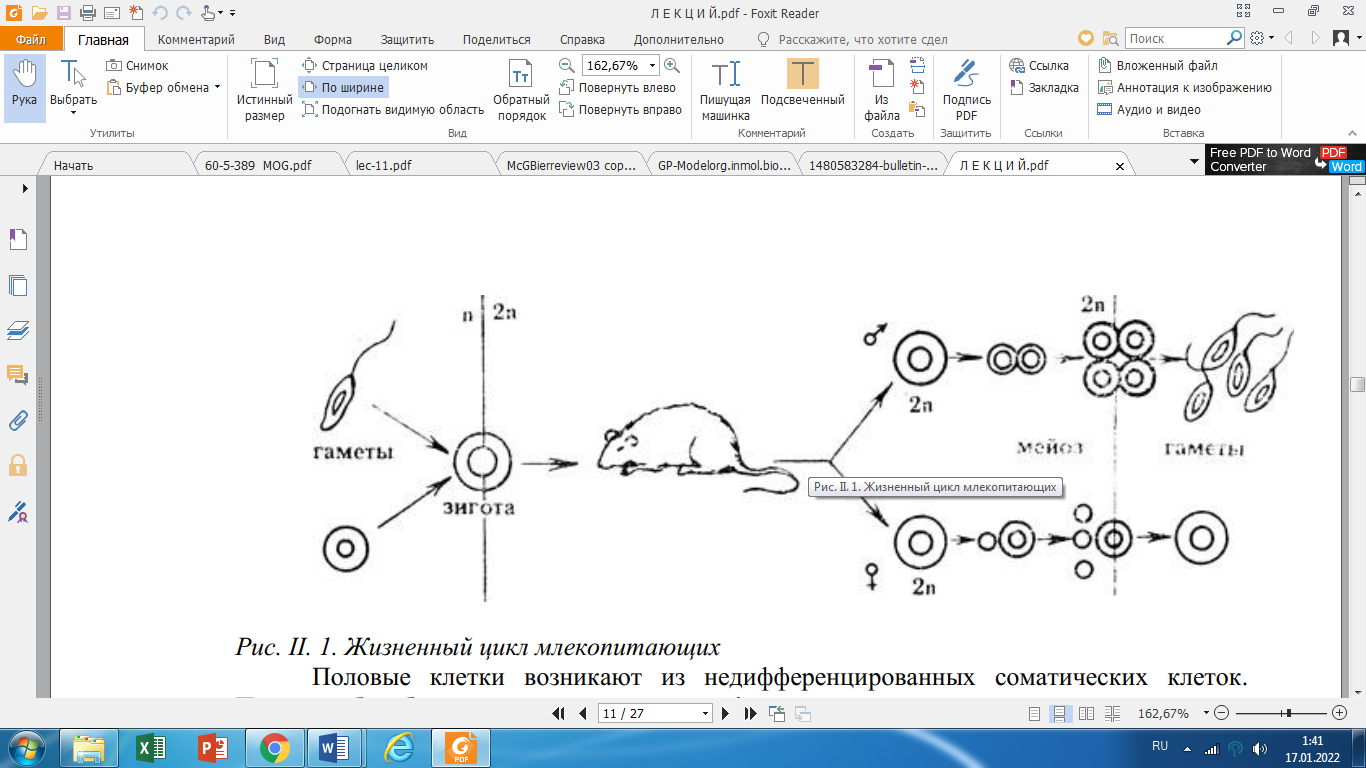 Л Е К Ц И Й.pdf - Foxit Reader
Файл Главная Комментарий Вид Форма Защитить Поделиться Справка Дополнительно Расскажите, что хотите сдел Поиск
Рука
Выбрать
Снимок
Буфер обмена
Утилиты
Истинный размер
Страница целиком
По ширине
Подогнать видимую область
Обратный порядок
162,67%
Повернуть влево
Повернуть вправо
Вид
Пишущая машинка
Подсвеченный
Комментарий
Из файла
Создать
Подпись PDF
Защитить
Ссылка
Закладка
Ссылки
Вложенный файл
Аннотация к изображению
Аудио и видео
Вставка
Начать 60-5-389 MOG.pdf lec-11.pdf McGBierreview03 cop... GP-Modelorg.inmol.bio... 1480583284-bulletin-... Л Е К Ц И Й.pdf
Free PDF to Word PDF
Converter Word
n 2n
гаметы
зигота
♂
2n
2n
мейоз гаметы
Рис. II. 1. Жизненный цикл млекопитающих
♀
2n
Рис. II. 1. Жизненный цикл млекопитающих
Половые клетки возникают из недифференцированных соматических клеток.
11 / 27 162,67%
RU 1:41
17.01.2022